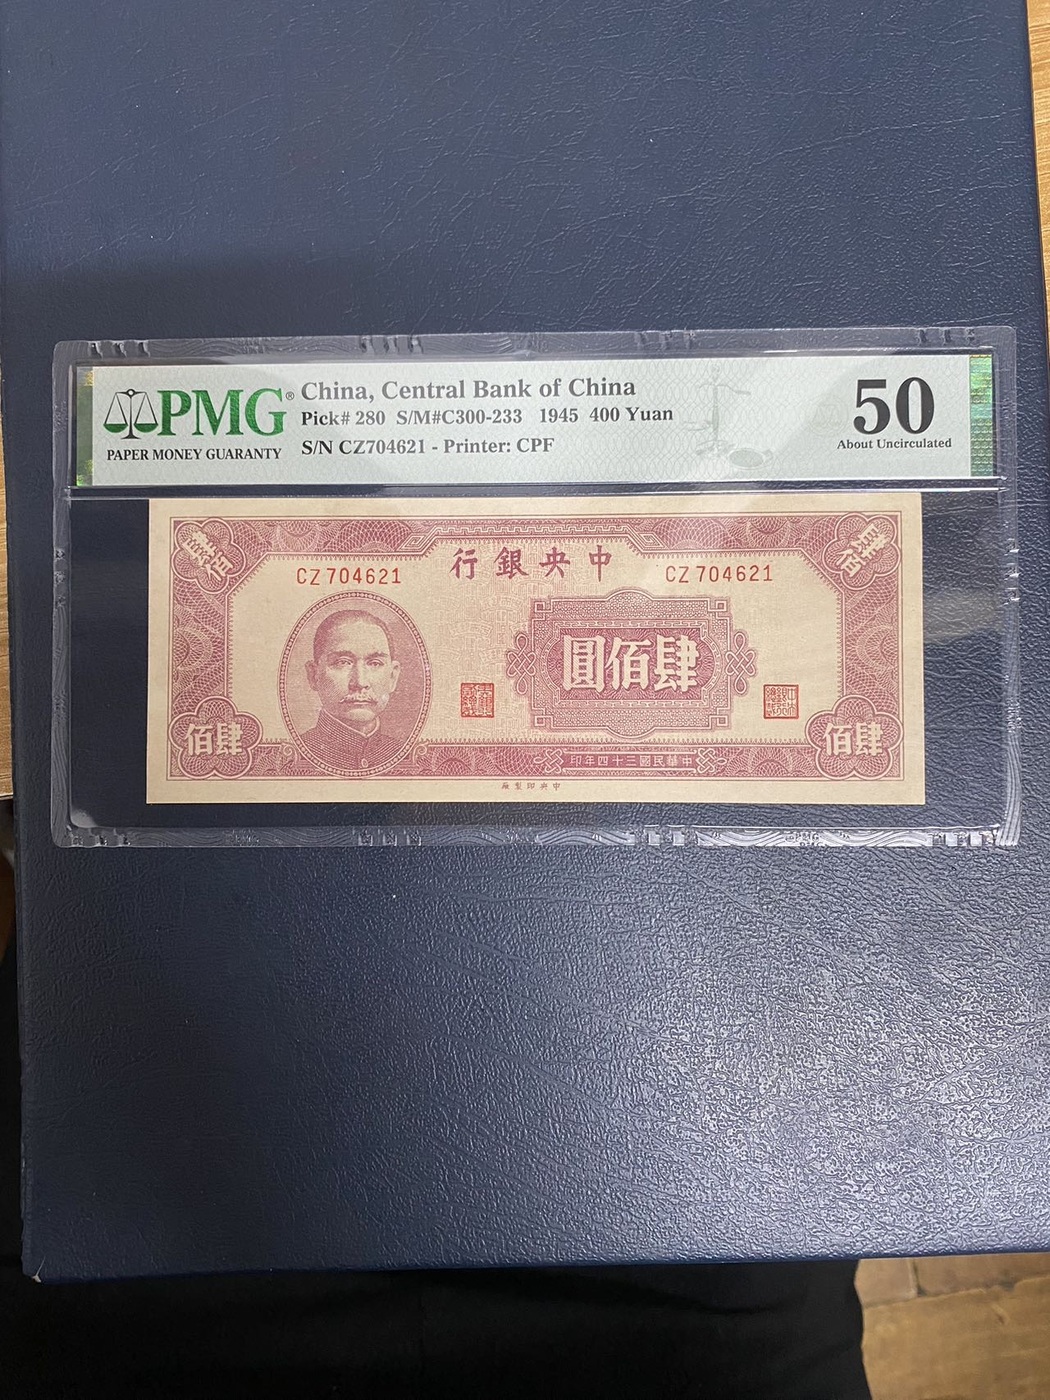 PMG®
PAPER MONEY GUARANTY
China, Central Bank of China
Pick# 280 S/M#C300-233 1945 400 Yuan
S/N CZ704621 - Printer: CPF
50
About Uncirculated
肆佰
肆佰
行銀央中
CZ704621
CZ704621
圓佰肆
佰肆
佰肆
印年四十三國民華中
廠製印央中